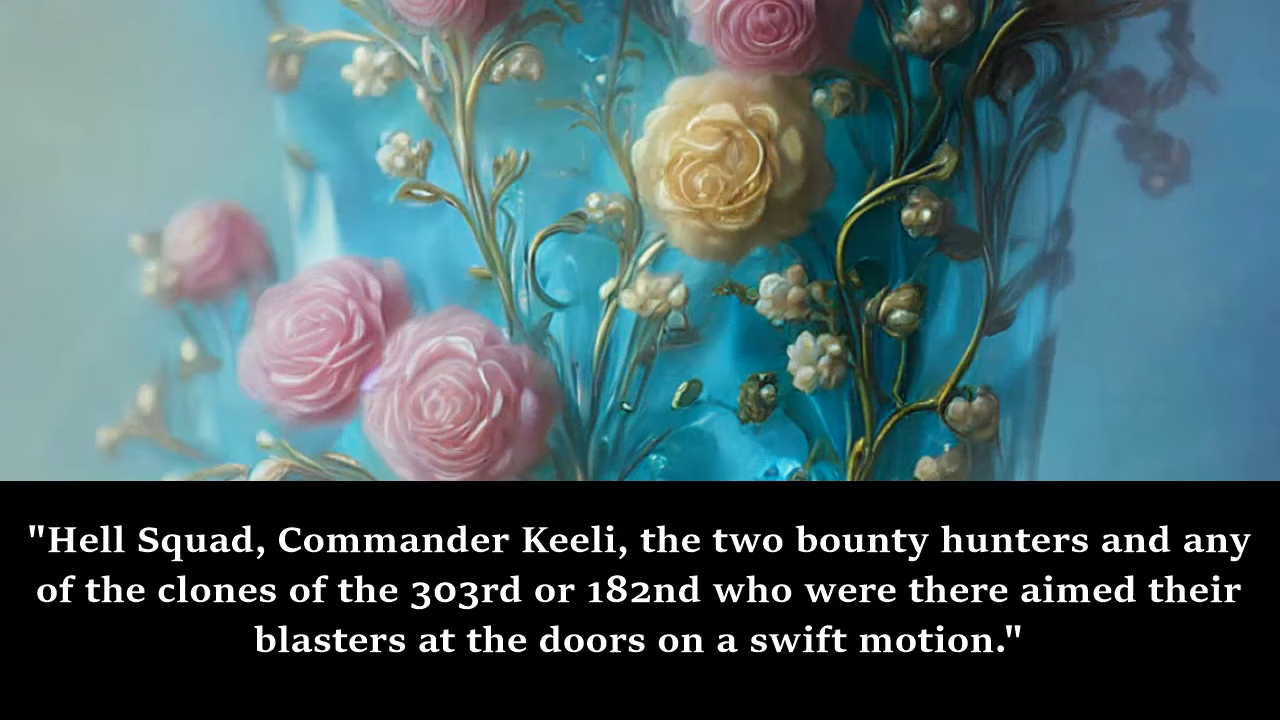 "Hell Squad, Commander Keeli, the two bounty hunters and any
of the clones of the 303rd or 182nd who were there aimed their
blasters at the doors on a swift motion."